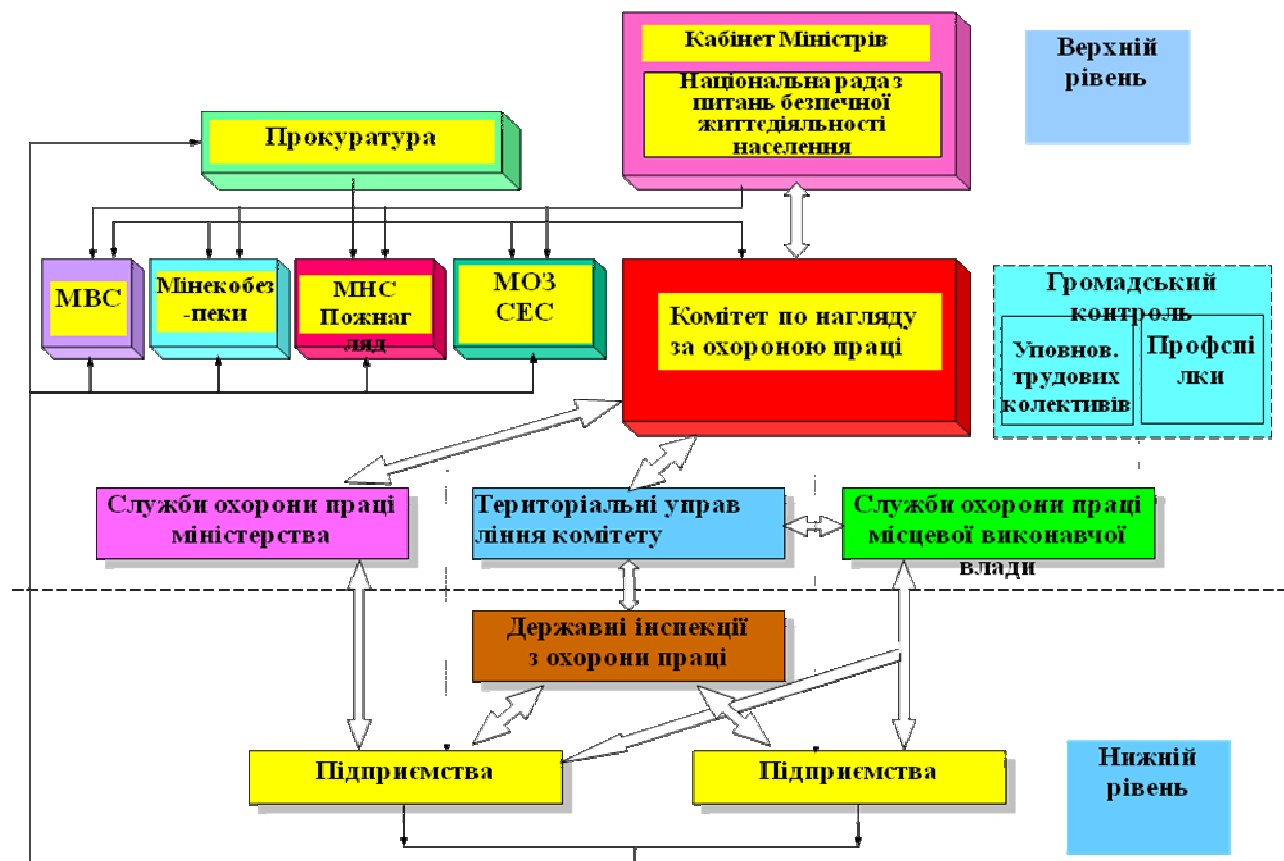 Кабінет Міністрів
Національна рада з
питань безпечної
життєдіяльності
населення
Верхній
рівень
Прокуратура
МВС
Мінекобез
-пеки
МНС
Пожнаг
ляд
МОЗ
СЕС
Комітет по нагляду
за охороною праці
Громадський
контроль
Уповнов.
трудових
колективів
Профспі
лки
Служби охорони праці
міністерства
Територіальні управ
ління комітету
Служби охорони праці
місцевої виконавчої
влади
Державні інспекції
з охорони праці
Підприємства
Підприємства
Нижній
рівень